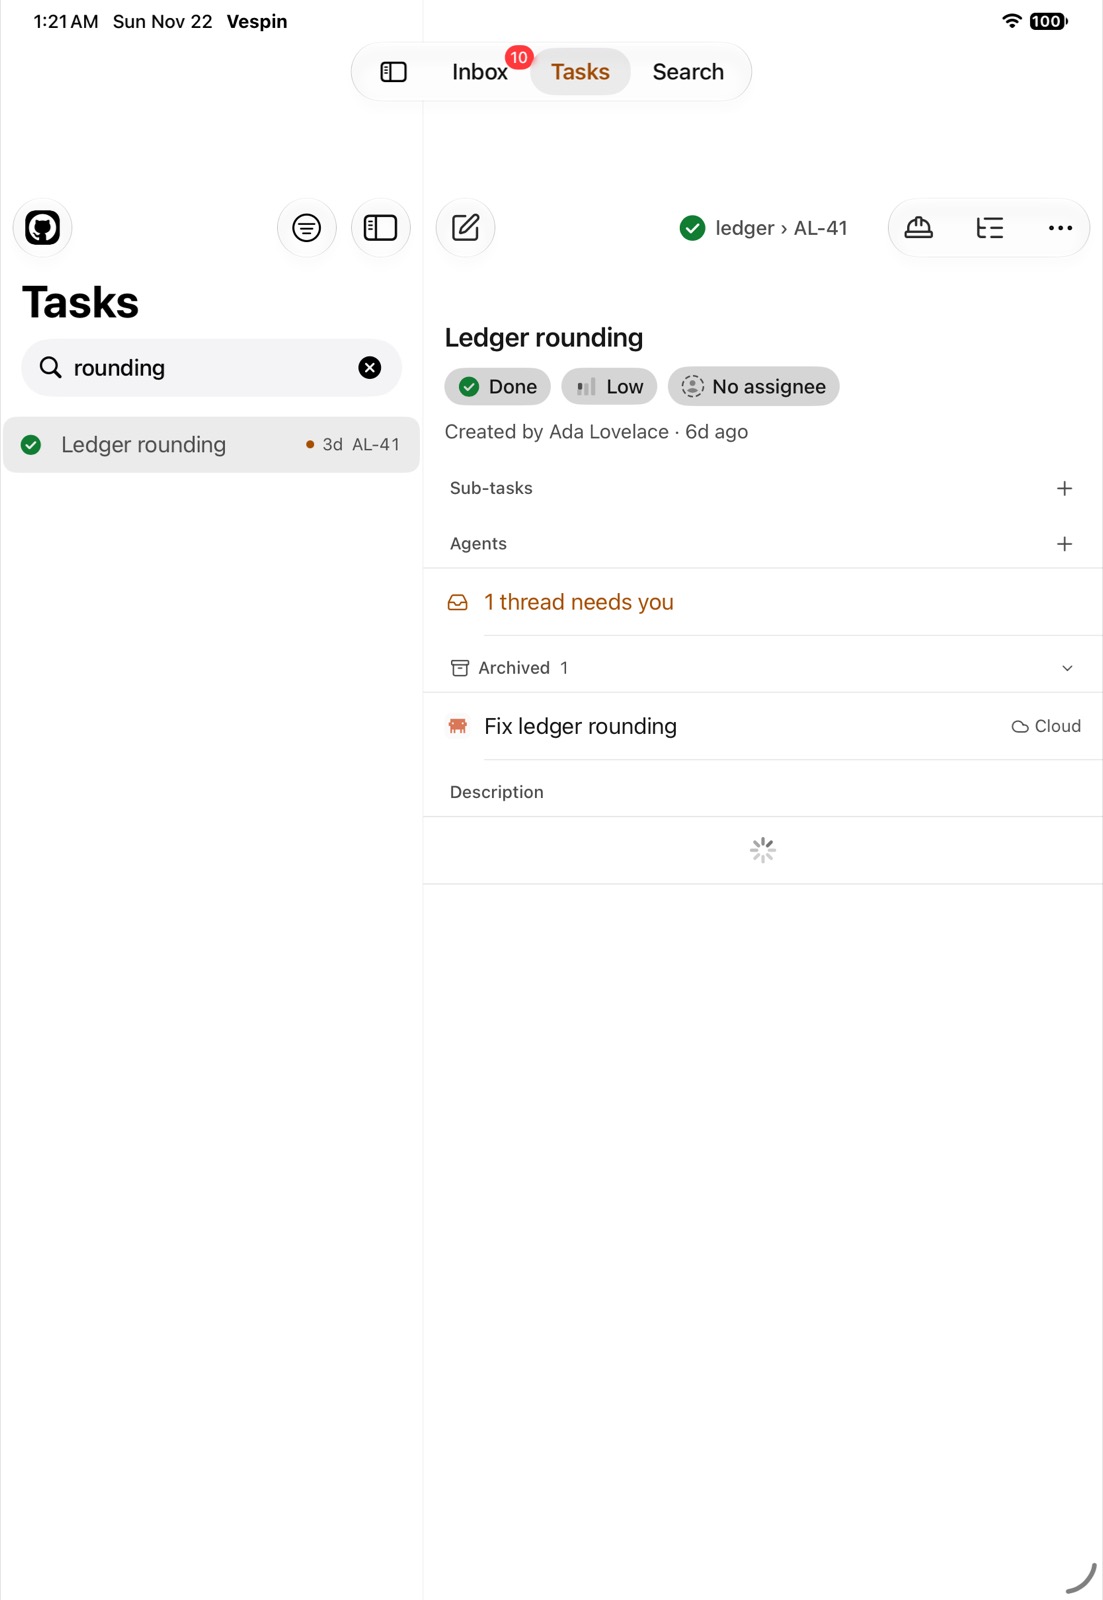 1:21 AM Sun Nov 22 Vespin
100
Inbox 10 Tasks Search
ledger › AL-41
Tasks
rounding
Ledger rounding 3d AL-41
Ledger rounding
Done Low No assignee
Created by Ada Lovelace · 6d ago
Sub-tasks
Agents
1 thread needs you
Archived 1
Fix ledger rounding Cloud
Description